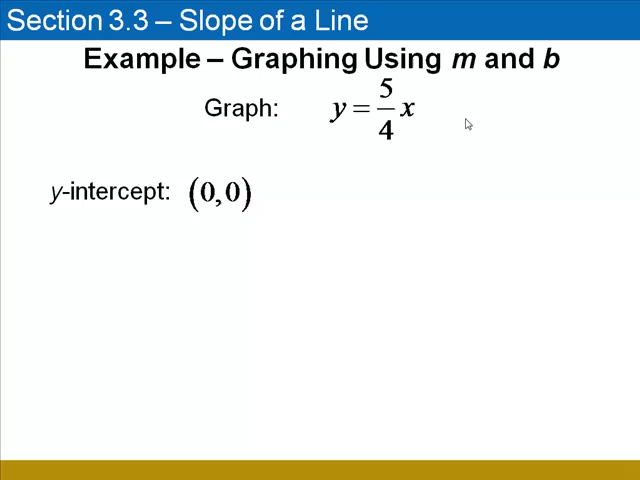 Section 3.3 – Slope of a Line
Example – Graphing Using m and b
Graph: y = 5/4 x
y-intercept: (0,0)